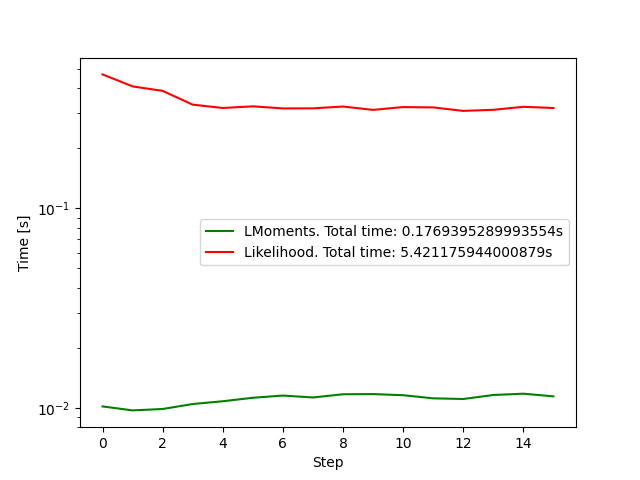 10⁻¹
10⁻²
Time [s]
LMoments. Total time: 0.1769395289993554s
Likelihood. Total time: 5.421175944000879s
0 2 4 6 8 10 12 14
Step